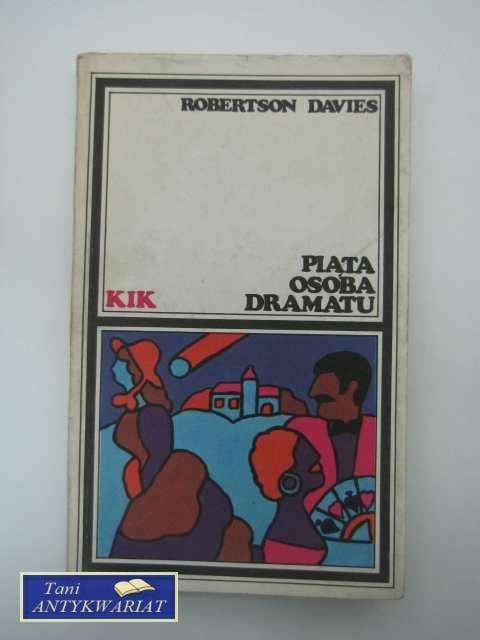 ROBERTSON DAVIES
PIĄTA
OSOBA
DRAMATU
KIK
Tani
ANTYKWARIAT